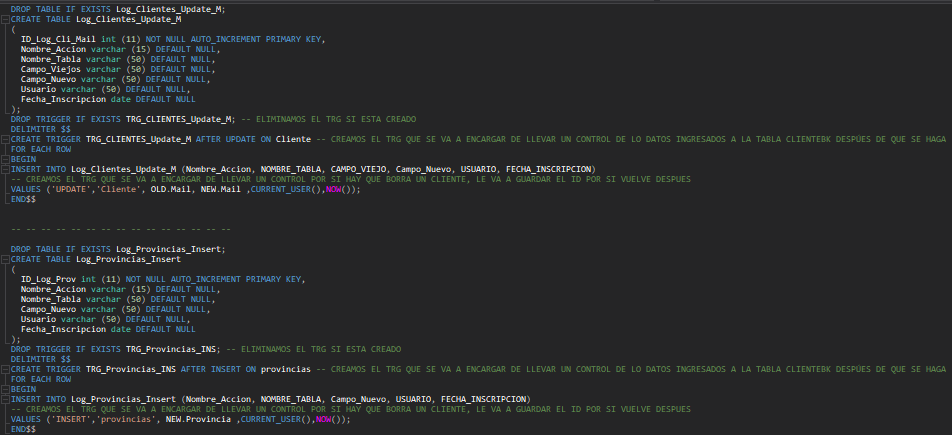 DROP TABLE IF EXISTS Log_Clientes_Update_M;
CREATE TABLE Log_Clientes_Update_M
(
ID_Log_Cli_Mail int (11) NOT NULL AUTO_INCREMENT PRIMARY KEY,
Nombre_Accion varchar (15) DEFAULT NULL,
Nombre_Tabla varchar (50) DEFAULT NULL,
Campo_Viejos varchar (50) DEFAULT NULL,
Campo_Nuevo varchar (50) DEFAULT NULL,
Usuario varchar (50) DEFAULT NULL,
Fecha_Inscripcion date DEFAULT NULL
);
DROP TRIGGER IF EXISTS TRG_CLIENTES_Update_M; -- ELIMINAMOS EL TRG SI ESTA CREADO
DELIMITER $$
CREATE TRIGGER TRG_CLIENTES_Update_M AFTER UPDATE ON Cliente -- CREAMOS EL TRG QUE SE VA A ENCARGAR DE LLEVAR UN CONTROL DE LO DATOS INGRESADOS A LA TABLA CLIENTEBK DESPÚES DE QUE SE HAGA
FOR EACH ROW
BEGIN
INSERT INTO Log_Clientes_Update_M (Nombre_Accion, NOMBRE_TABLA, CAMPO_VIEJO, Campo_Nuevo, USUARIO, FECHA_INSCRIPCION)
-- CREAMOS EL TRG QUE SE VA A ENCARGAR DE LLEVAR UN CONTROL POR SI HAY QUE BORRA UN CLIENTE, LE VA A GUARDAR EL ID POR SI VUELVE DESPUES
VALUES ('UPDATE','Cliente', OLD.Mail, NEW.Mail ,CURRENT_USER(),NOW());
END$$
-- -- -- -- -- -- -- -- -- -- -- -- -- -- --
DROP TABLE IF EXISTS Log_Provincias_Insert;
CREATE TABLE Log_Provincias_Insert
(
ID_Log_Prov int (11) NOT NULL AUTO_INCREMENT PRIMARY KEY,
Nombre_Accion varchar (15) DEFAULT NULL,
Nombre_Tabla varchar (50) DEFAULT NULL,
Campo_Nuevo varchar (50) DEFAULT NULL,
Usuario varchar (50) DEFAULT NULL,
Fecha_Inscripcion date DEFAULT NULL
);
DROP TRIGGER IF EXISTS TRG_Provincias_INS; -- ELIMINAMOS EL TRG SI ESTA CREADO
DELIMITER $$
CREATE TRIGGER TRG_Provincias_INS AFTER INSERT ON provincias -- CREAMOS EL TRG QUE SE VA A ENCARGAR DE LLEVAR UN CONTROL DE LO DATOS INGRESADOS A LA TABLA CLIENTEBK DESPÚES DE QUE SE HAGA
FOR EACH ROW
BEGIN
INSERT INTO Log_Provincias_Insert (Nombre_Accion, NOMBRE_TABLA, Campo_Nuevo, USUARIO, FECHA_INSCRIPCION)
-- CREAMOS EL TRG QUE SE VA A ENCARGAR DE LLEVAR UN CONTROL POR SI HAY QUE BORRA UN CLIENTE, LE VA A GUARDAR EL ID POR SI VUELVE DESPUES
VALUES ('INSERT','provincias', NEW.Provincia ,CURRENT_USER(),NOW());
END$$